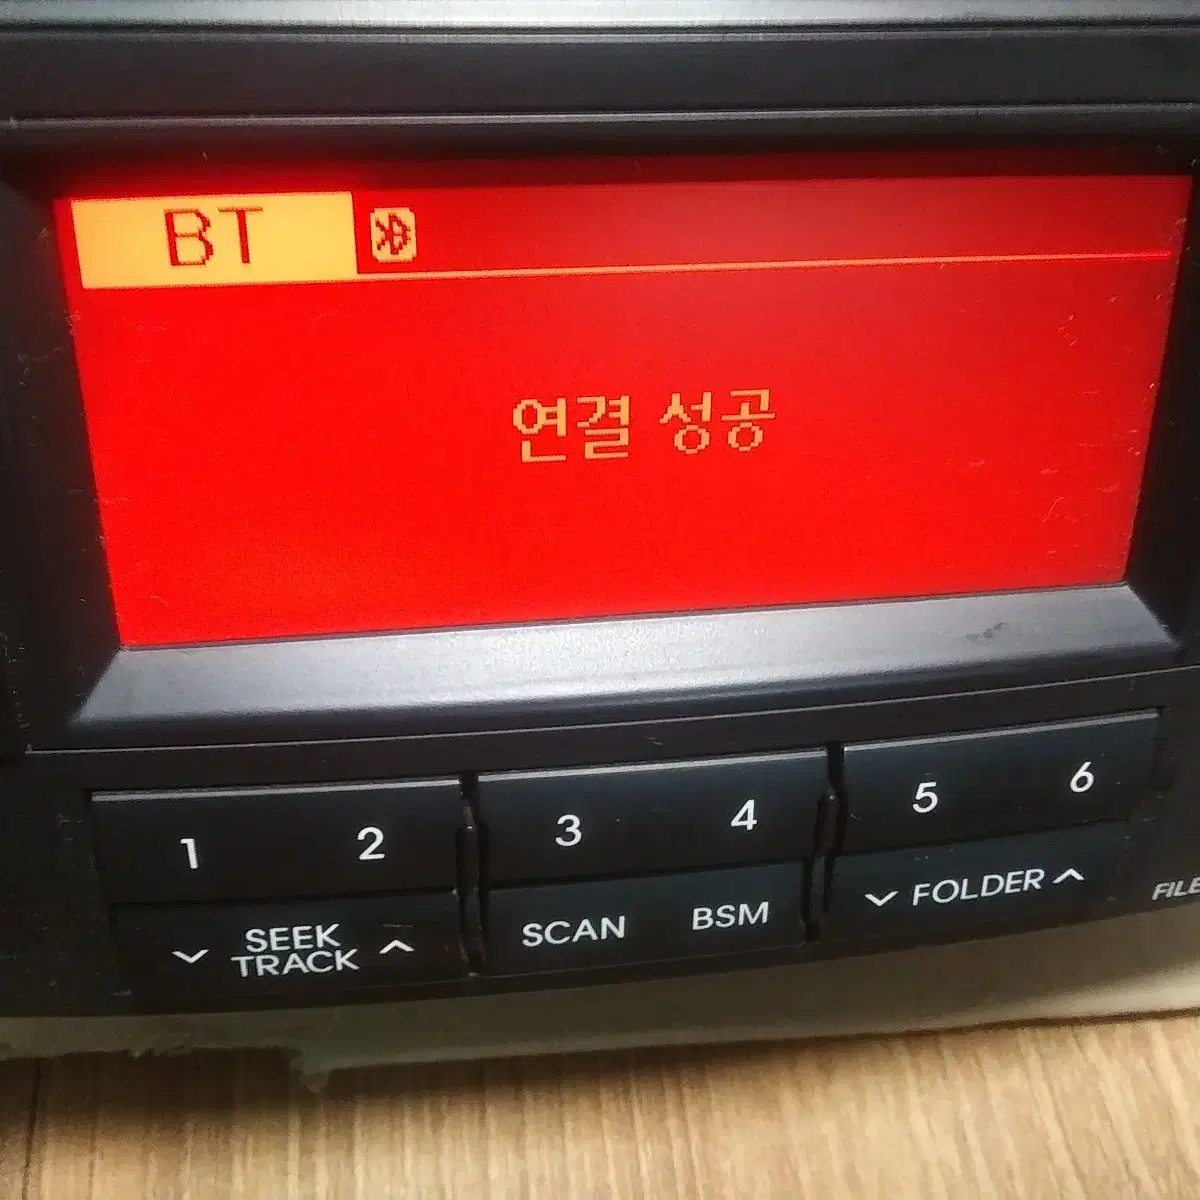 BT
연결 성공
1 2 3 4 5 6
SEEK TRACK
SCAN
BSM
FOLDER
FILE